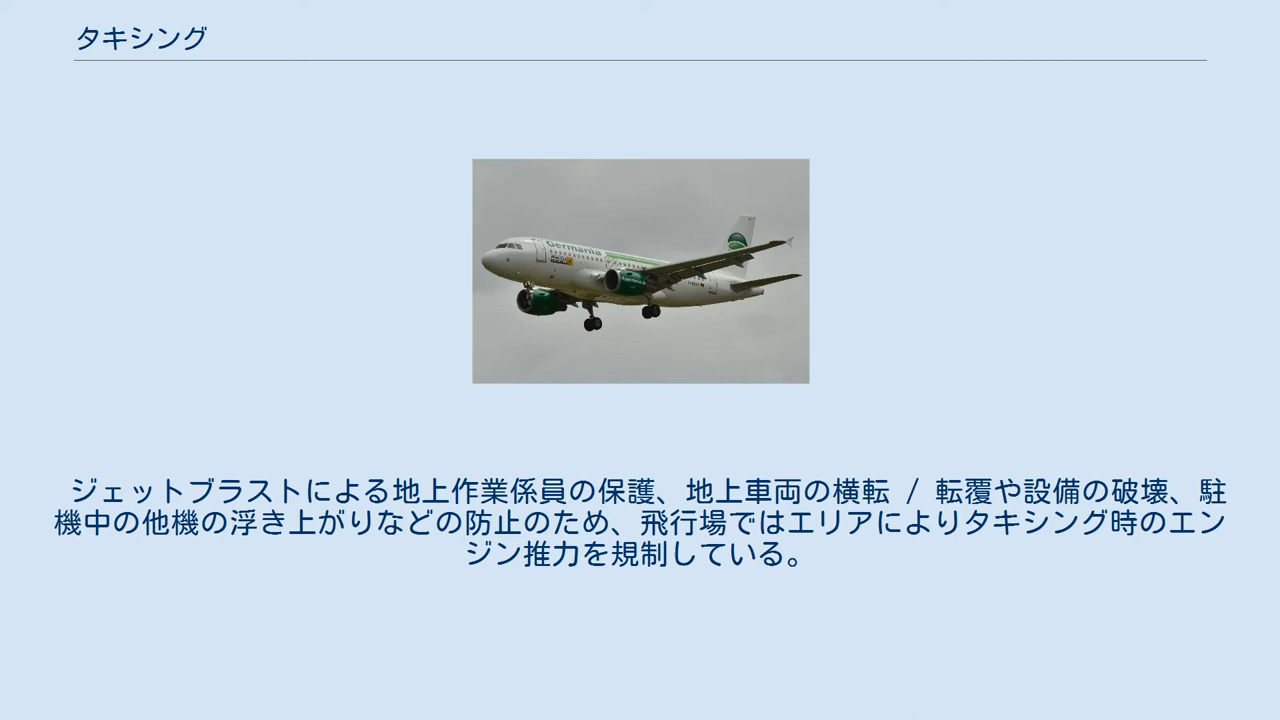 タキシング
Germania
ジェットブラストによる地上作業係員の保護、地上車両の横転 / 転覆や設備の破壊、駐
機中の他機の浮き上がりなどの防止のため、飛行場ではエリアによりタキシング時のエン
ジン推力を規制している。